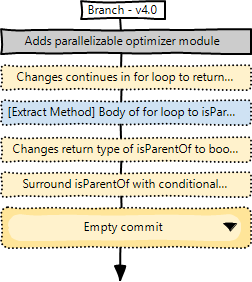 Branch - v4.0
Adds parallelizable optimizer module
Changes continues in for loop to return...
[Extract Method] Body of for loop to isPar...
Changes return type of isParentOf to boo...
Surround isParentOf with conditional...
Empty commit